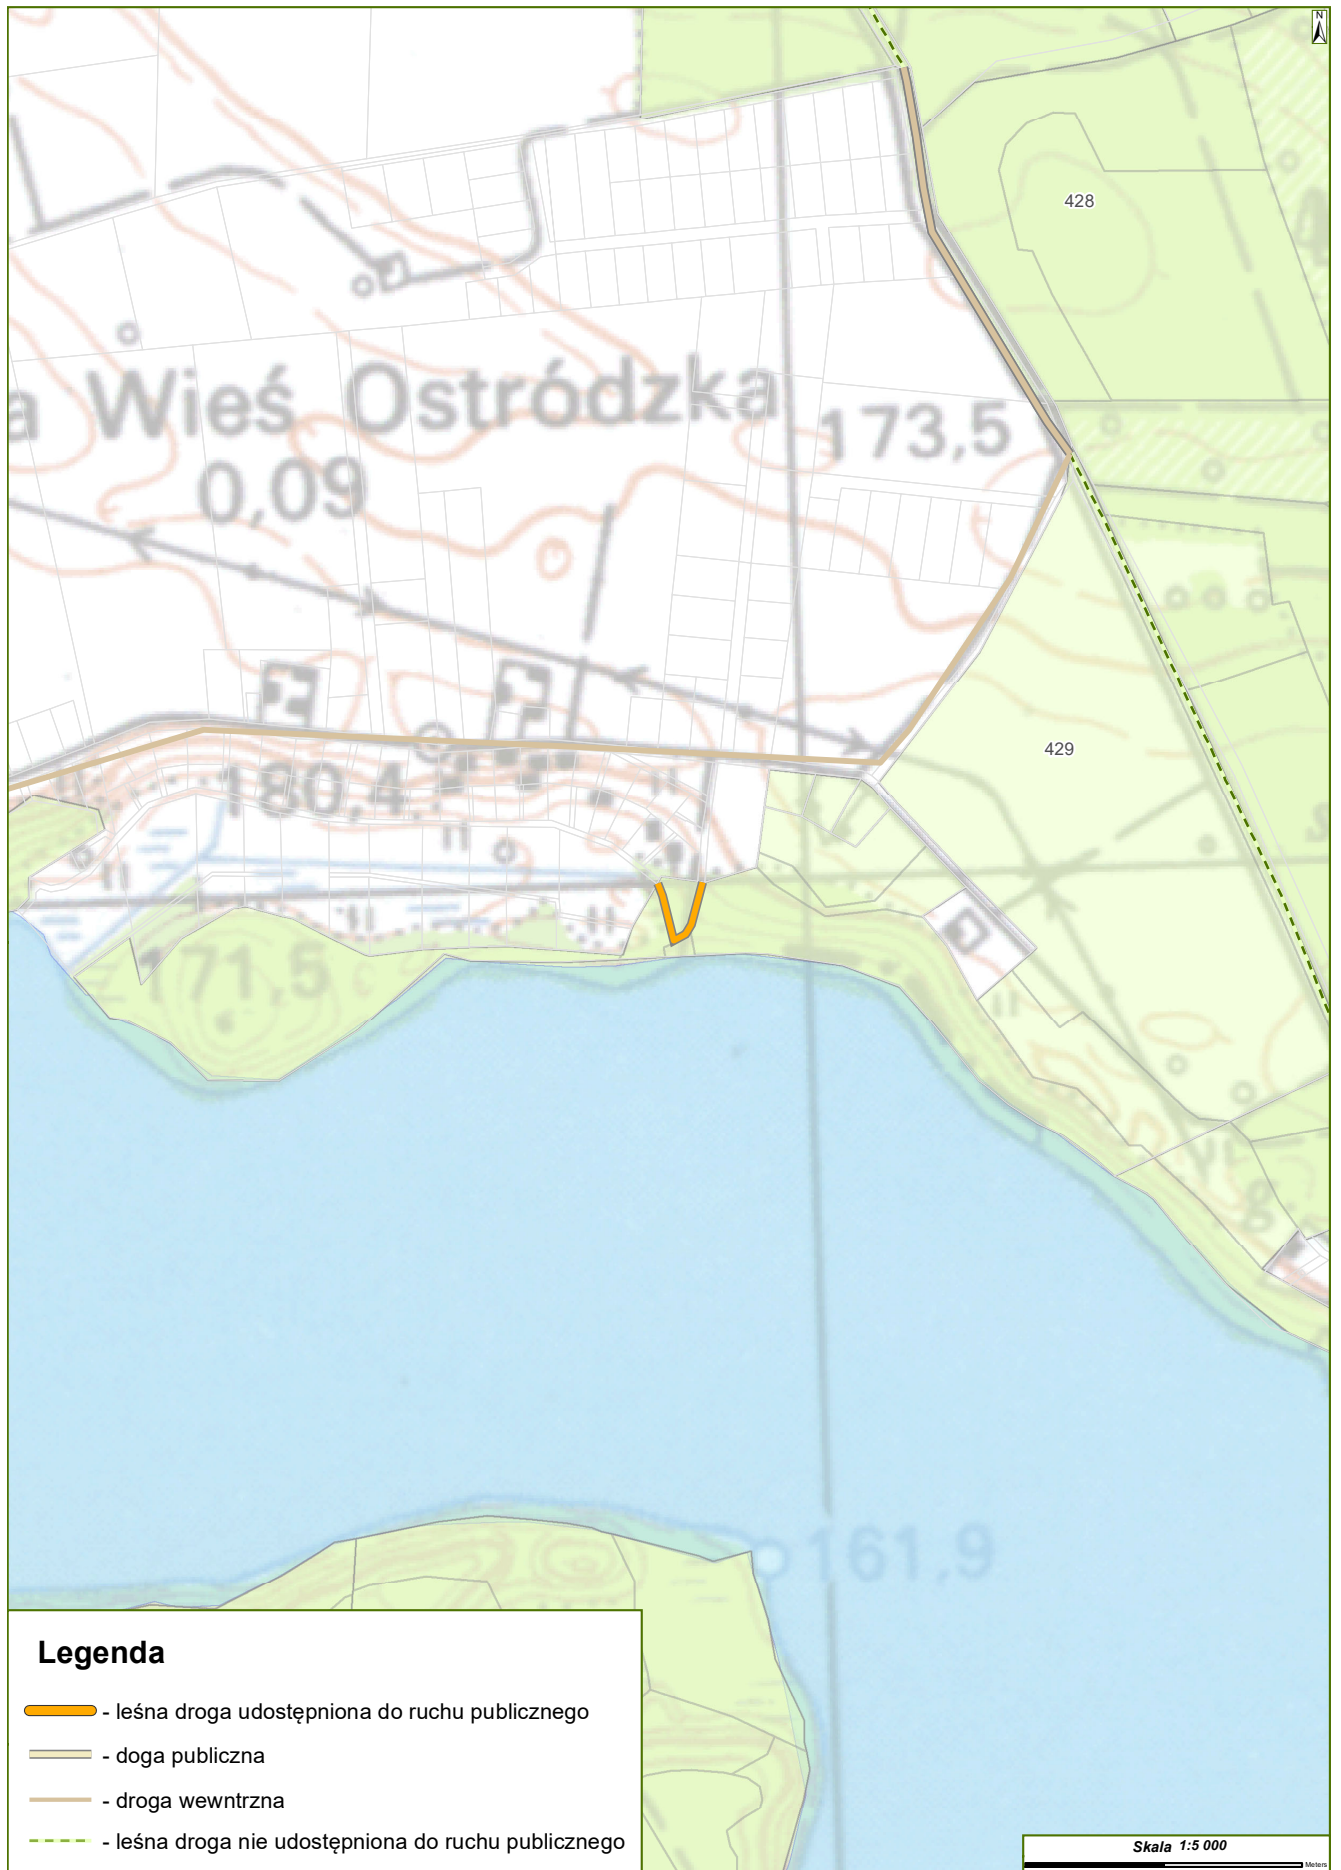 N
428
a Wieś Ostródzka
173,5
0,09
429
180,4
171,5
161,9
Legenda
- leśna droga udostępniona do ruchu publicznego
- doga publiczna
- droga wewntrzna
- leśna droga nie udostępniona do ruchu publicznego
Skala 1:5 000
Meters